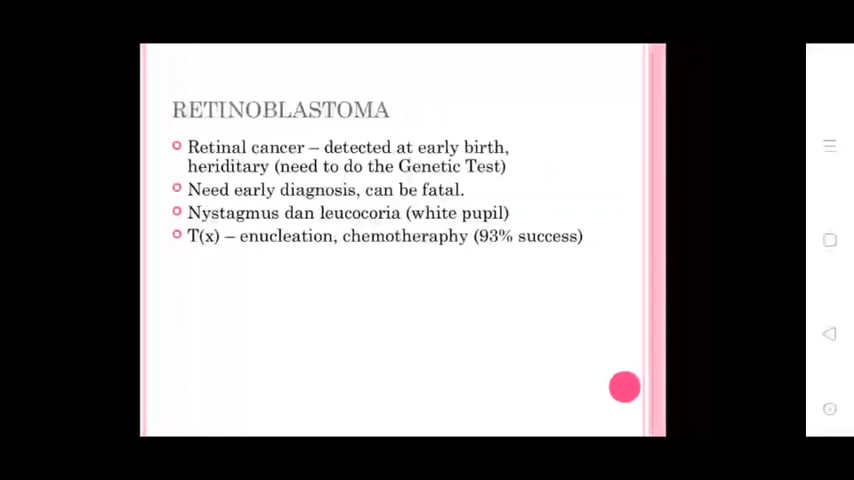 RETINOBLASTOMA
Retinal cancer – detected at early birth,
heriditary (need to do the Genetic Test)
Need early diagnosis, can be fatal.
Nystagmus dan leucocoria (white pupil)
T(x) – enucleation, chemotheraphy (93% success)